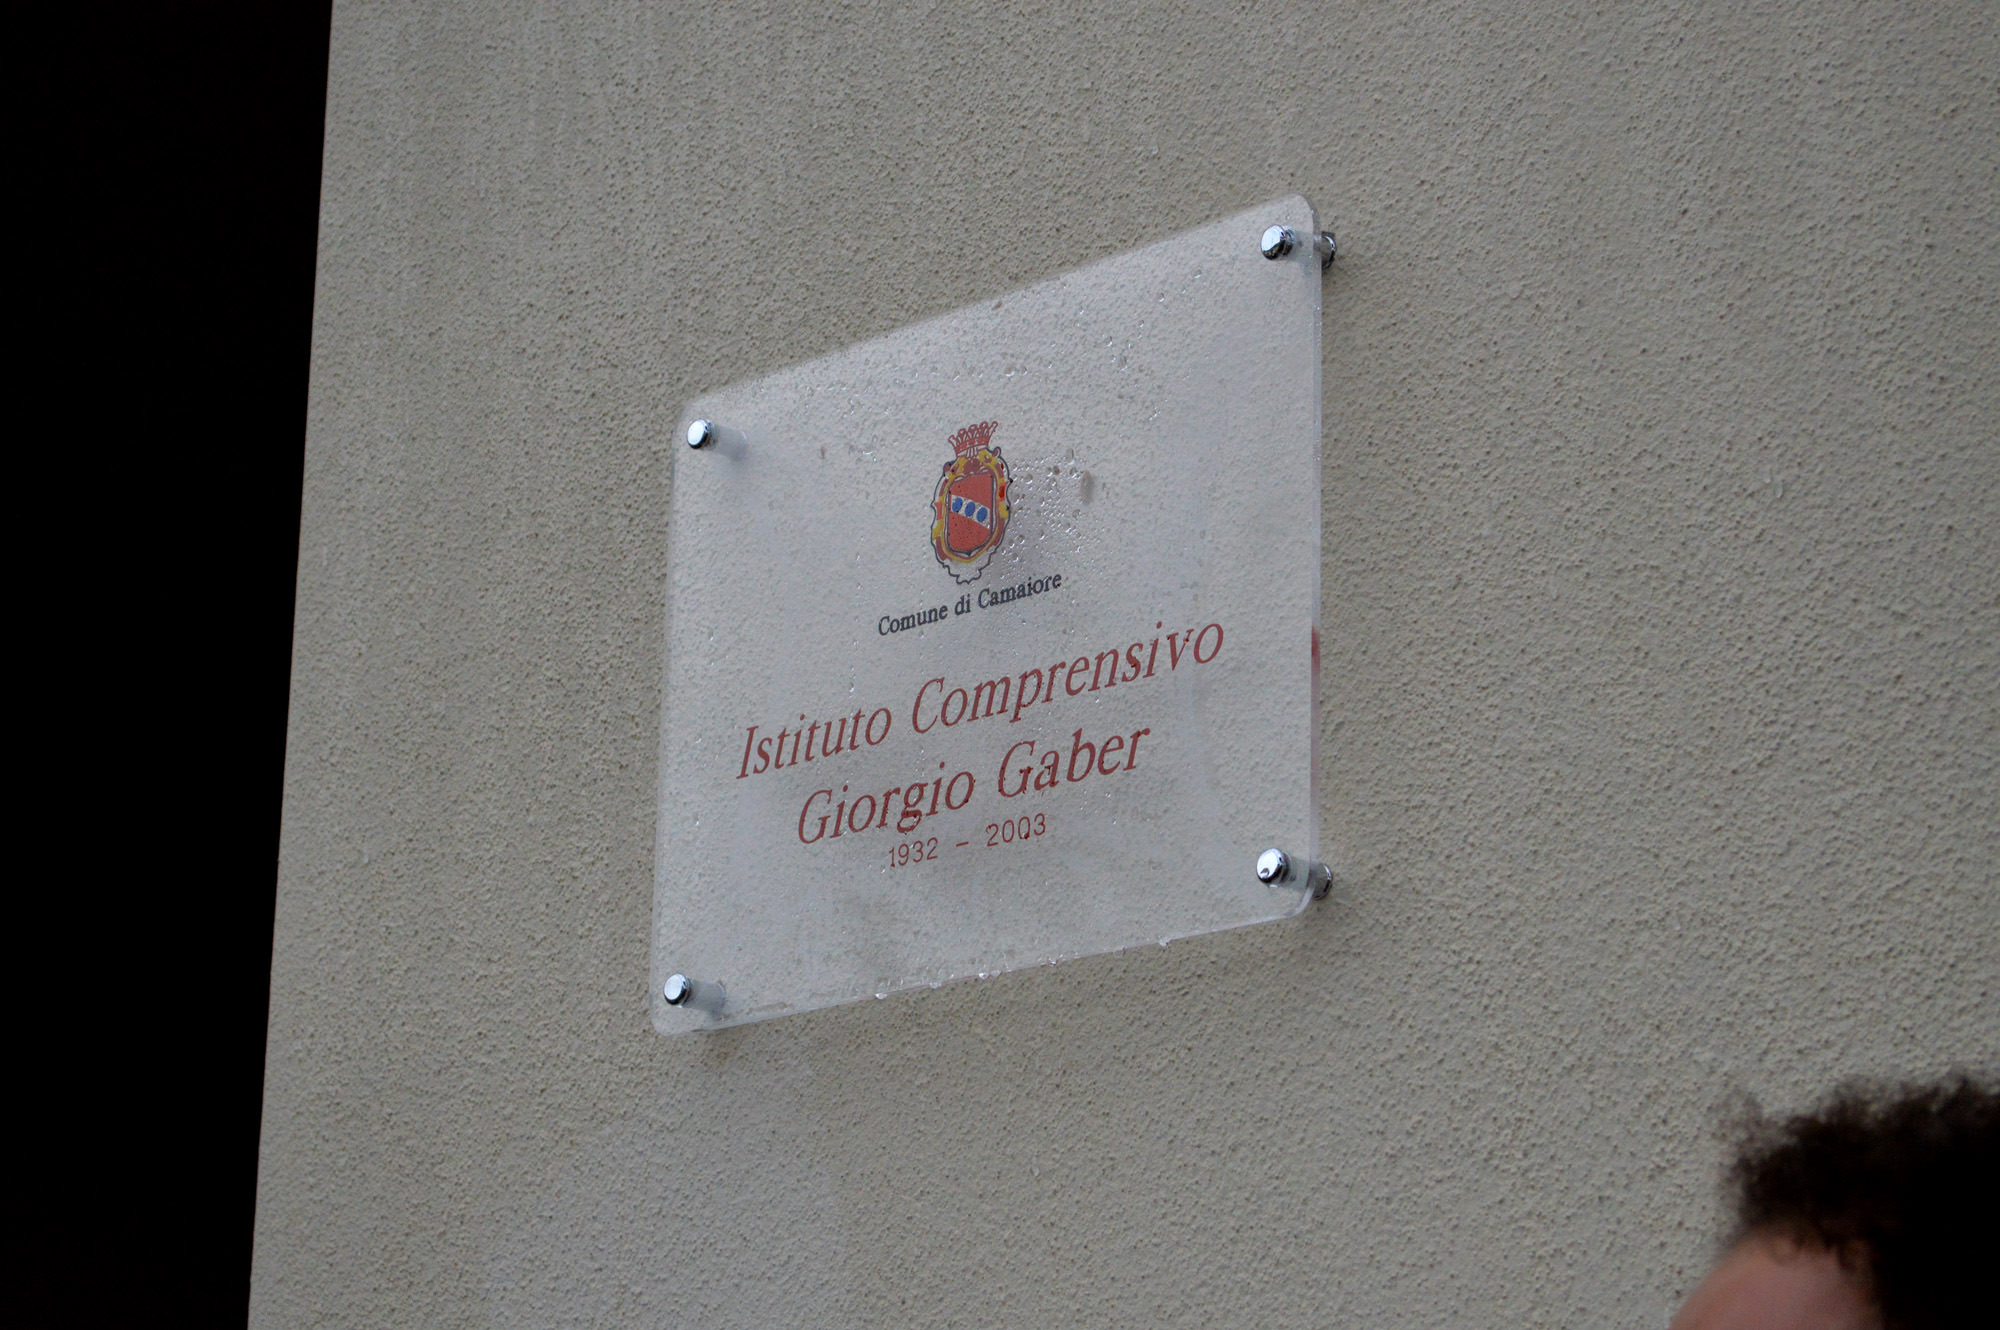 Comune di Camaiore
Istituto Comprensivo
Giorgio Gaber
1932 - 2003